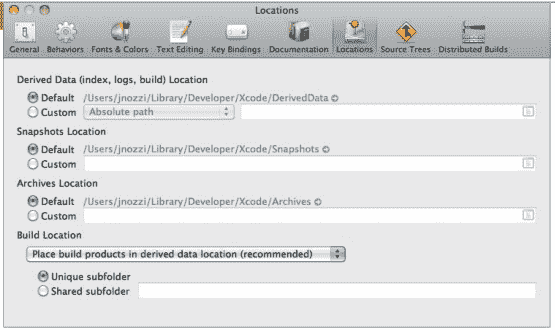 Locations
General Behaviors Fonts & Colors Text Editing Key Bindings Documentation Locations Source Trees Distributed Builds
Derived Data (index, logs, build) Location
Default /Users/jnozzi/Library/Developer/Xcode/DerivedData
Custom Absolute path
Snapshots Location
Default /Users/jnozzi/Library/Developer/Xcode/Snapshots
Custom
Archives Location
Default /Users/jnozzi/Library/Developer/Xcode/Archives
Custom
Build Location
Place build products in derived data location (recommended)
Unique subfolder
Shared subfolder